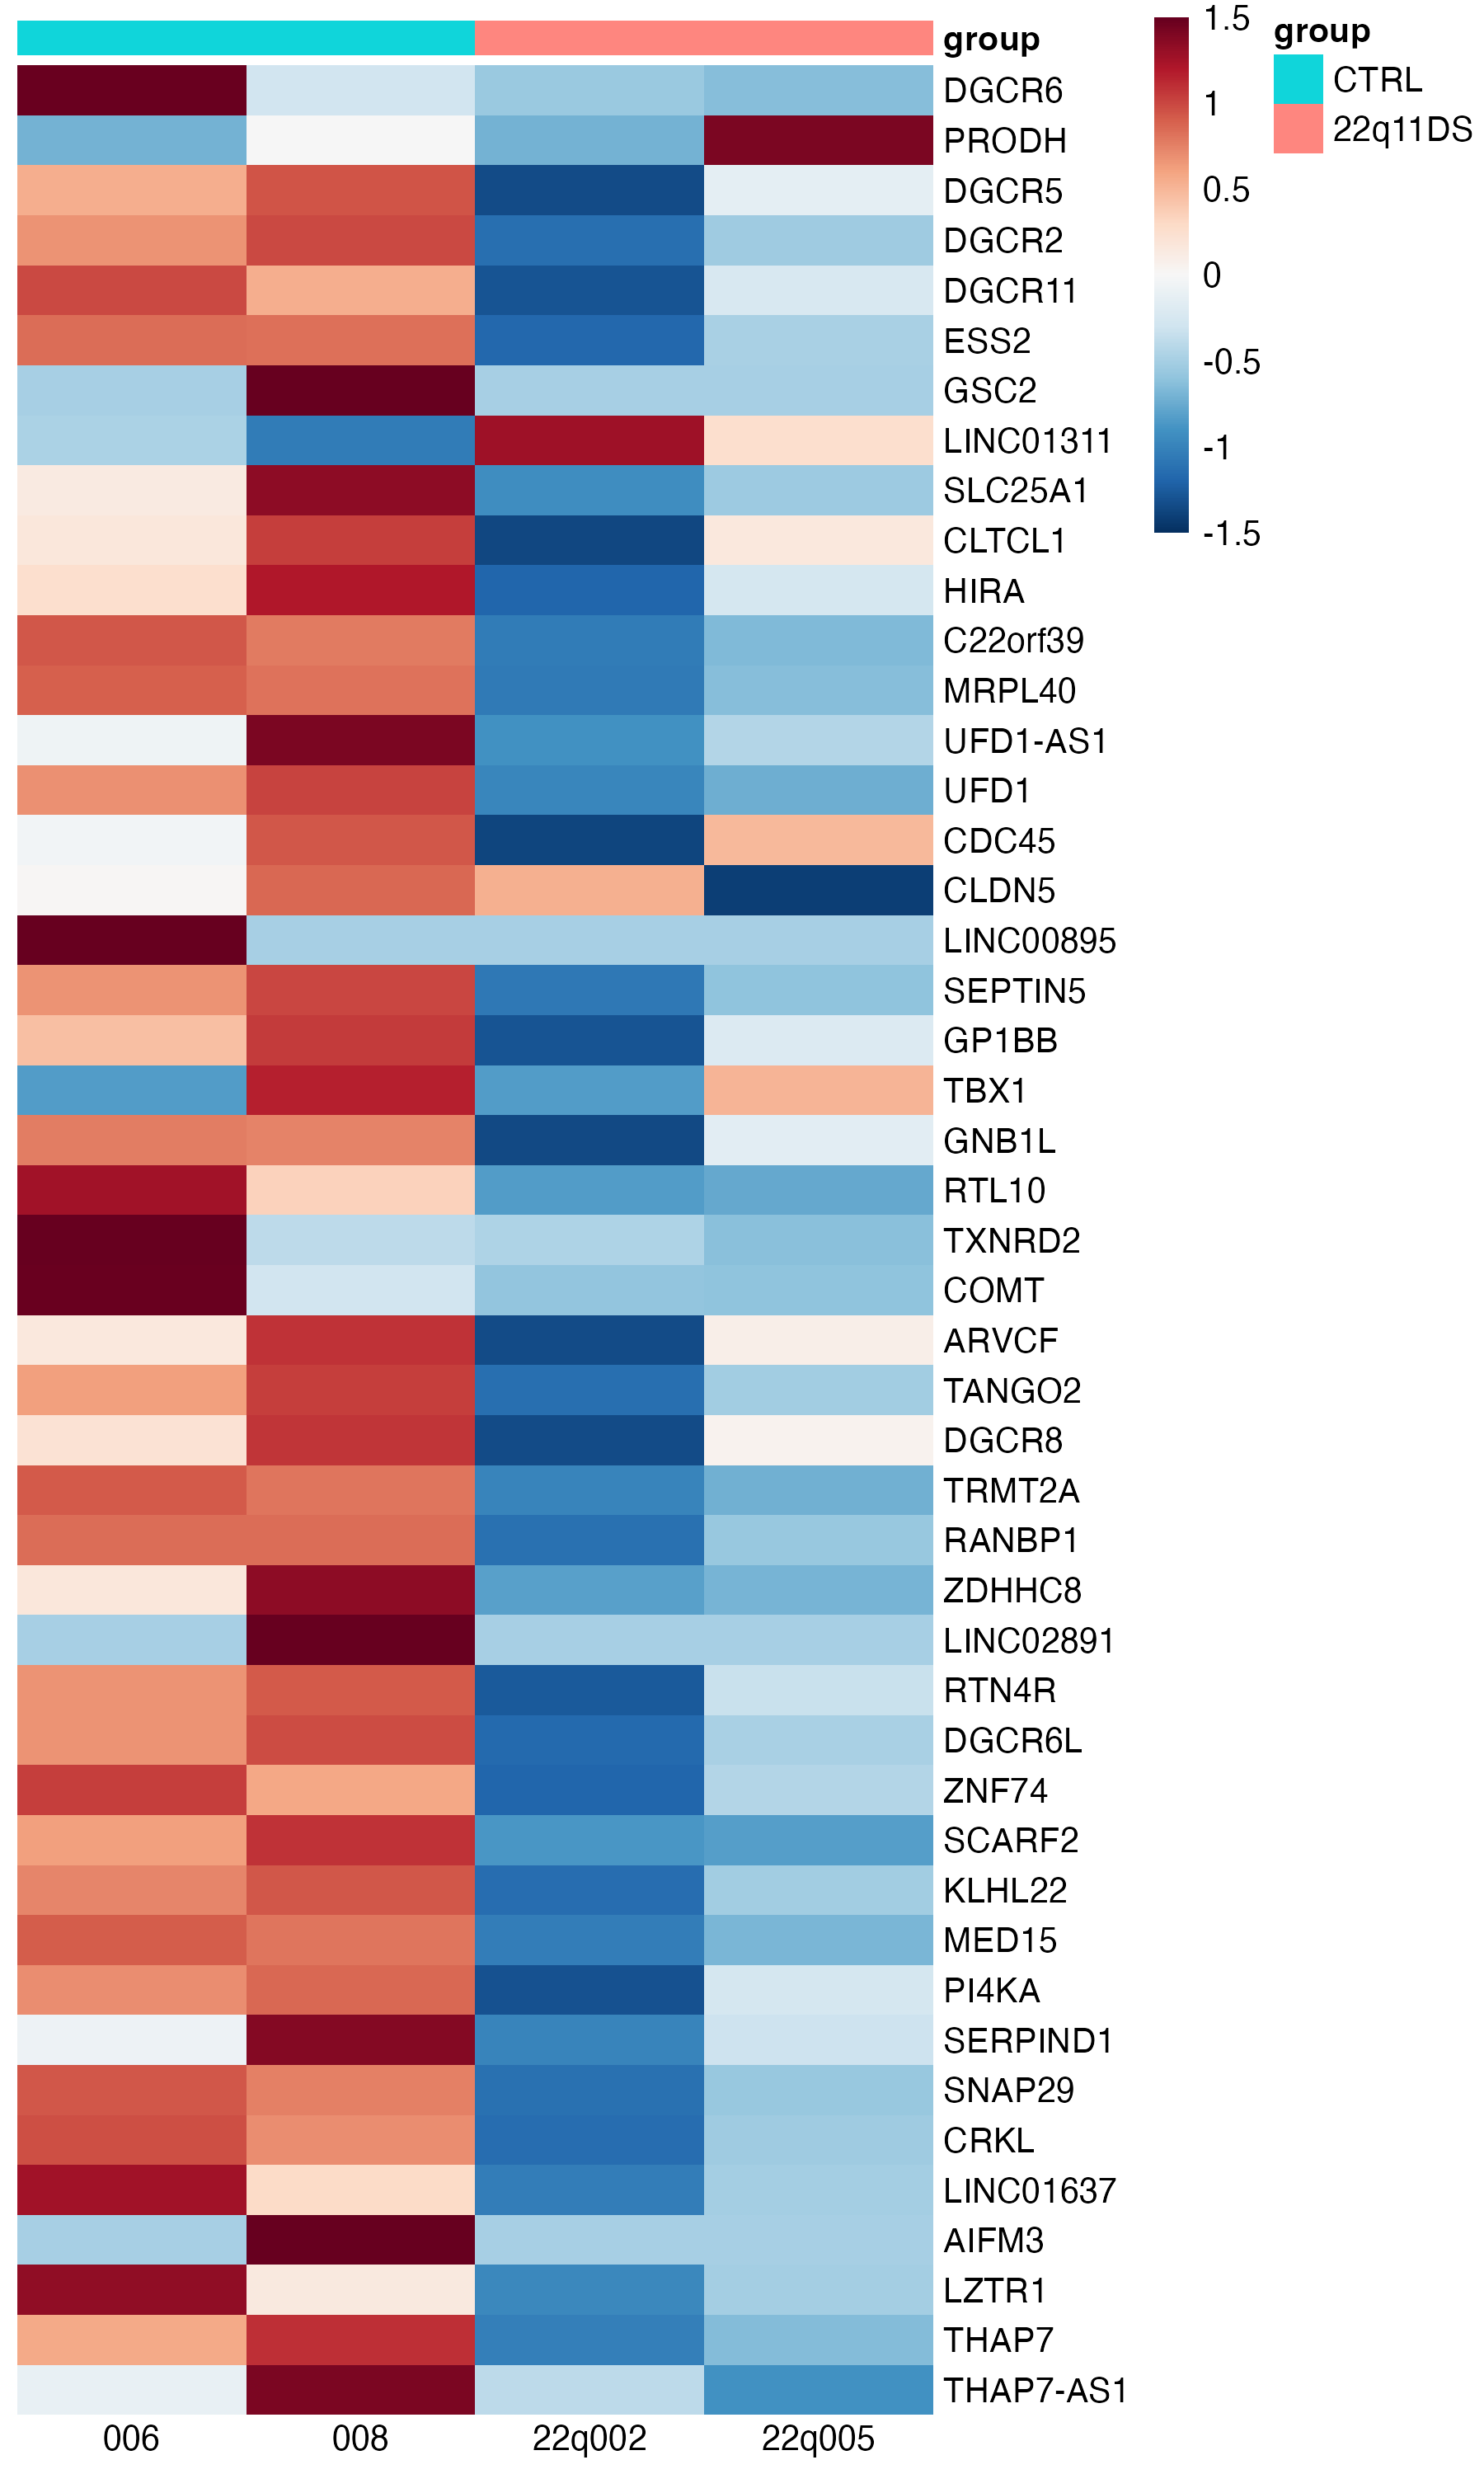 group
DGCR6
PRODH
DGCR5
DGCR2
DGCR11
ESS2
GSC2
LINC01311
SLC25A1
CLTCL1
HIRA
C22orf39
MRPL40
UFD1-AS1
UFD1
CDC45
CLDN5
LINC00895
SEPTIN5
GP1BB
TBX1
GNB1L
RTL10
TXNRD2
COMT
ARVCF
TANGO2
DGCR8
TRMT2A
RANBP1
ZDHHC8
LINC02891
RTN4R
DGCR6L
ZNF74
SCARF2
KLHL22
MED15
PI4KA
SERPIND1
SNAP29
CRKL
LINC01637
AIFM3
LZTR1
THAP7
THAP7-AS1
006 008 22q002 22q005
1.5
1
0.5
0
-0.5
-1
-1.5
group
CTRL
22q11DS